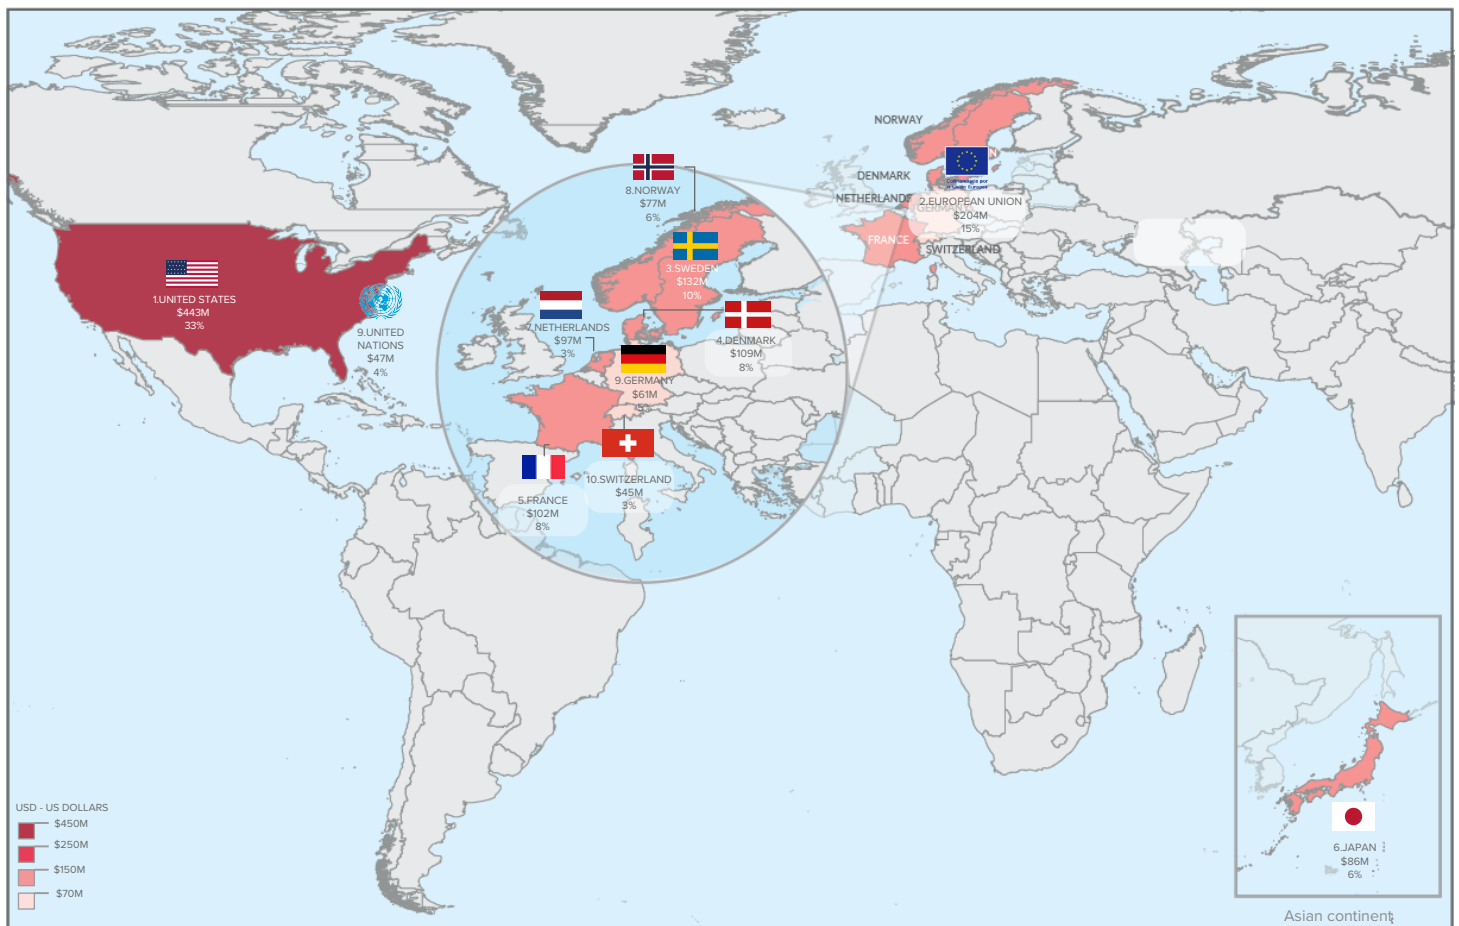 NORWAY
DENMARK
NETHERLANDS
GERMANY
FRANCE
SWITZERLAND
2.EUROPEAN UNION
$204M
15%
8.NORWAY
$77M
6%
3.SWEDEN
$132M
10%
1.UNITED STATES
$443M
33%
9.UNITED
NATIONS
$47M
4%
7.NETHERLANDS
$97M
3%
4.DENMARK
$109M
8%
9.GERMANY
$61M
5%
5.FRANCE
$102M
8%
10.SWITZERLAND
$45M
3%
USD - US DOLLARS
$450M
$250M
$150M
$70M
6.JAPAN
$86M
6%
Asian continent